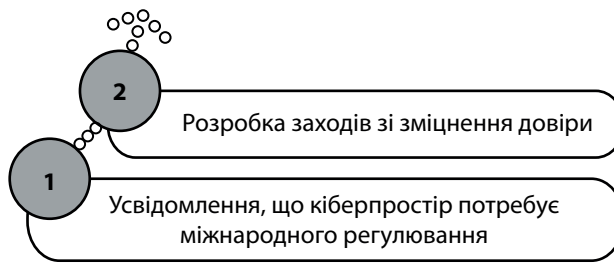 2
Розробка заходів зі зміцнення довіри
1
Усвідомлення, що кіберпростір потребує
міжнародного регулювання